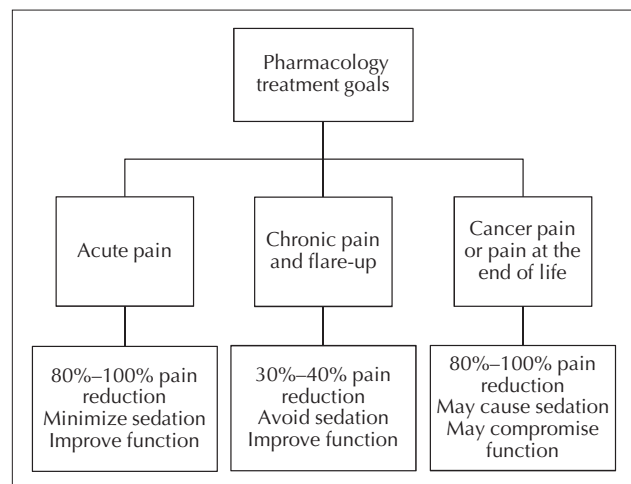 Pharmacology
treatment goals
Acute pain
Chronic pain
and flare-up
Cancer pain
or pain at the
end of life
80%–100% pain
reduction
Minimize sedation
Improve function
30%–40% pain
reduction
Avoid sedation
Improve function
80%–100% pain
reduction
May cause sedation
May compromise
function